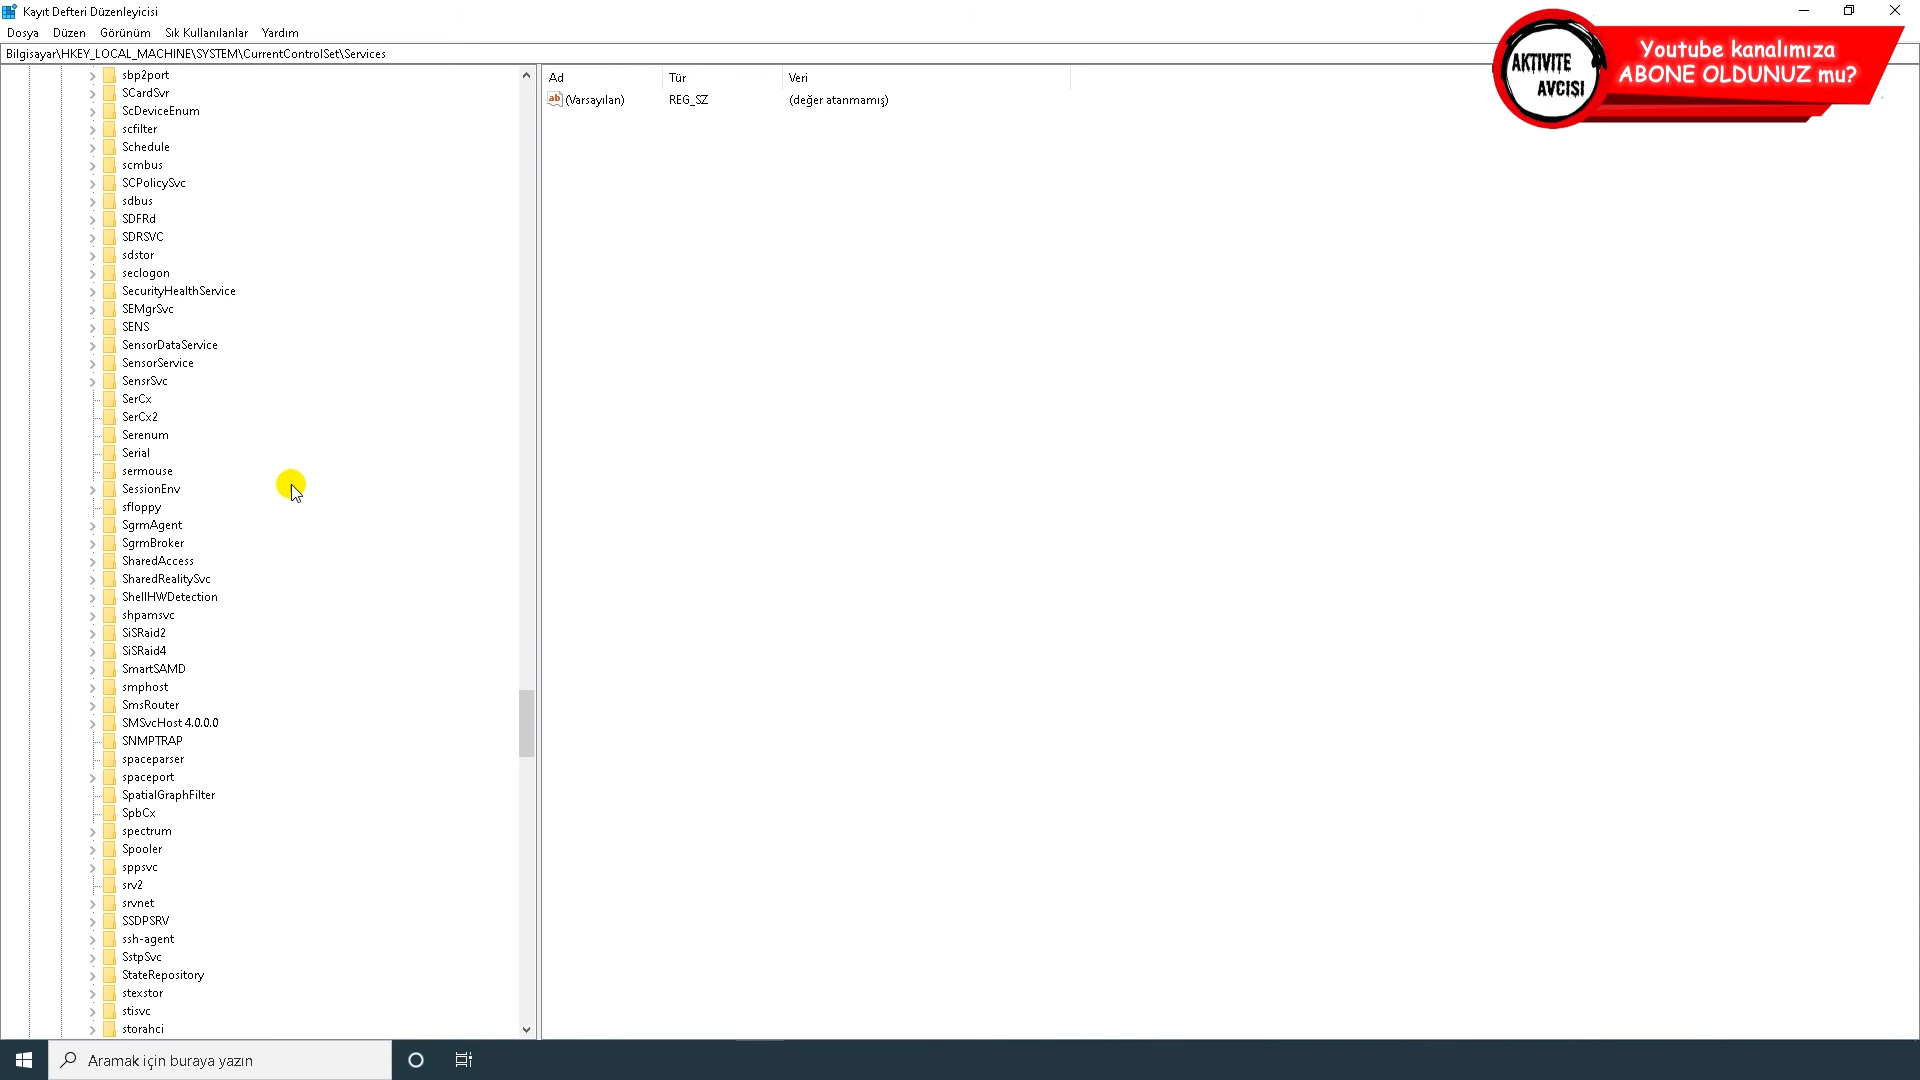 Kayıt Defteri Düzenleyicisi
Dosya Düzen Görünüm Sık Kullanılanlar Yardım
Bilgisayar\HKEY_LOCAL_MACHINE\SYSTEM\CurrentControlSet\Services
AKTIVITE
AVCISI
Youtube kanalımıza
ABONE OLDUNUZ mu?
Ad Tür Veri
(Varsayılan) REG_SZ (değer atanmamış)
sbp2port
SCardSvr
ScDeviceEnum
scfilter
Schedule
scmbus
SCPolicySvc
sdbus
SDFRd
SDRSVC
sdstor
seclogon
SecurityHealthService
SEMgrSvc
SENS
SensorDataService
SensorService
SensrSvc
SerCx
SerCx2
Serenum
Serial
sermouse
SessionEnv
sfloppy
SgrmAgent
SgrmBroker
SharedAccess
SharedRealitySvc
ShellHWDetection
shpamsvc
SiSRaid2
SiSRaid4
SmartSAMD
smphost
SmsRouter
SMSvcHost 4.0.0.0
SNMPTRAP
spaceparser
spaceport
SpatialGraphFilter
SpbCx
spectrum
Spooler
sppsvc
srv2
srvnet
SSDPSRV
ssh-agent
SstpSvc
StateRepository
stexstor
stisvc
storahci
Aramak için buraya yazın